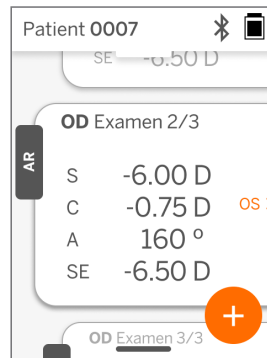 Patient 0007
SE -6.50 D
OD Examen 2/3
AR
S -6.00 D
C -0.75 D
OS
A 160 º
SE -6.50 D
+
OD Examen 3/3